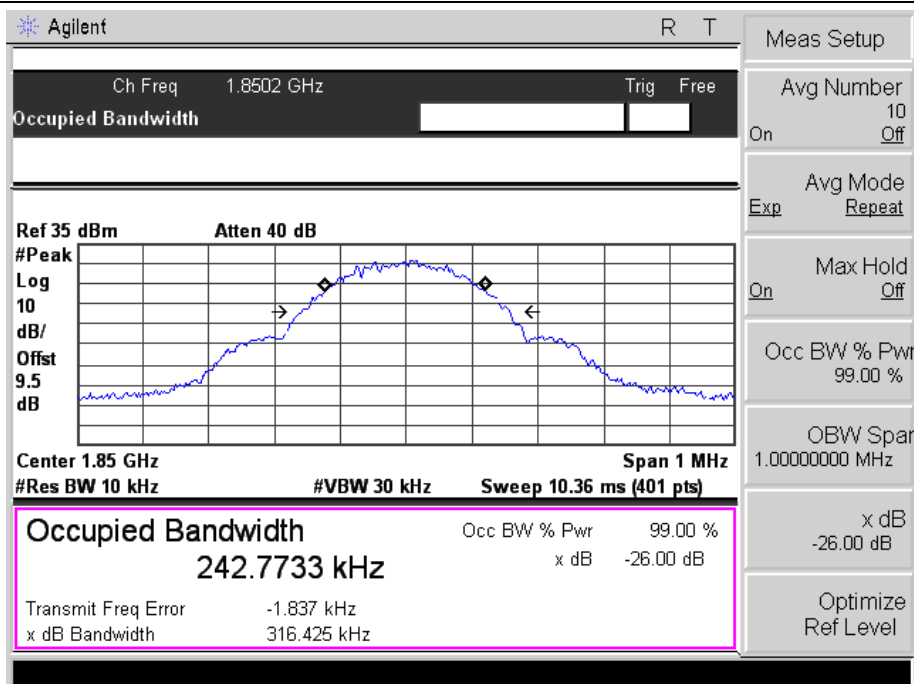 Agilent R T
Ch Freq 1.8502 GHz Trig Free
Occupied Bandwidth
Ref 35 dBm Atten 40 dB
#Peak
Log
10
dB/
Offst
9.5
dB
Center 1.85 GHz Span 1 MHz
#Res BW 10 kHz #VBW 30 kHz Sweep 10.36 ms (401 pts)
Occupied Bandwidth
242.7733 kHz
Occ BW % Pwr 99.00 %
x dB -26.00 dB
Transmit Freq Error -1.837 kHz
x dB Bandwidth 316.425 kHz
Meas Setup
Avg Number
10
On Off
Avg Mode
Exp Repeat
Max Hold
On Off
Occ BW % Pwr
99.00 %
OBW Spar
1.00000000 MHz
x dB
-26.00 dB
Optimize
Ref Level